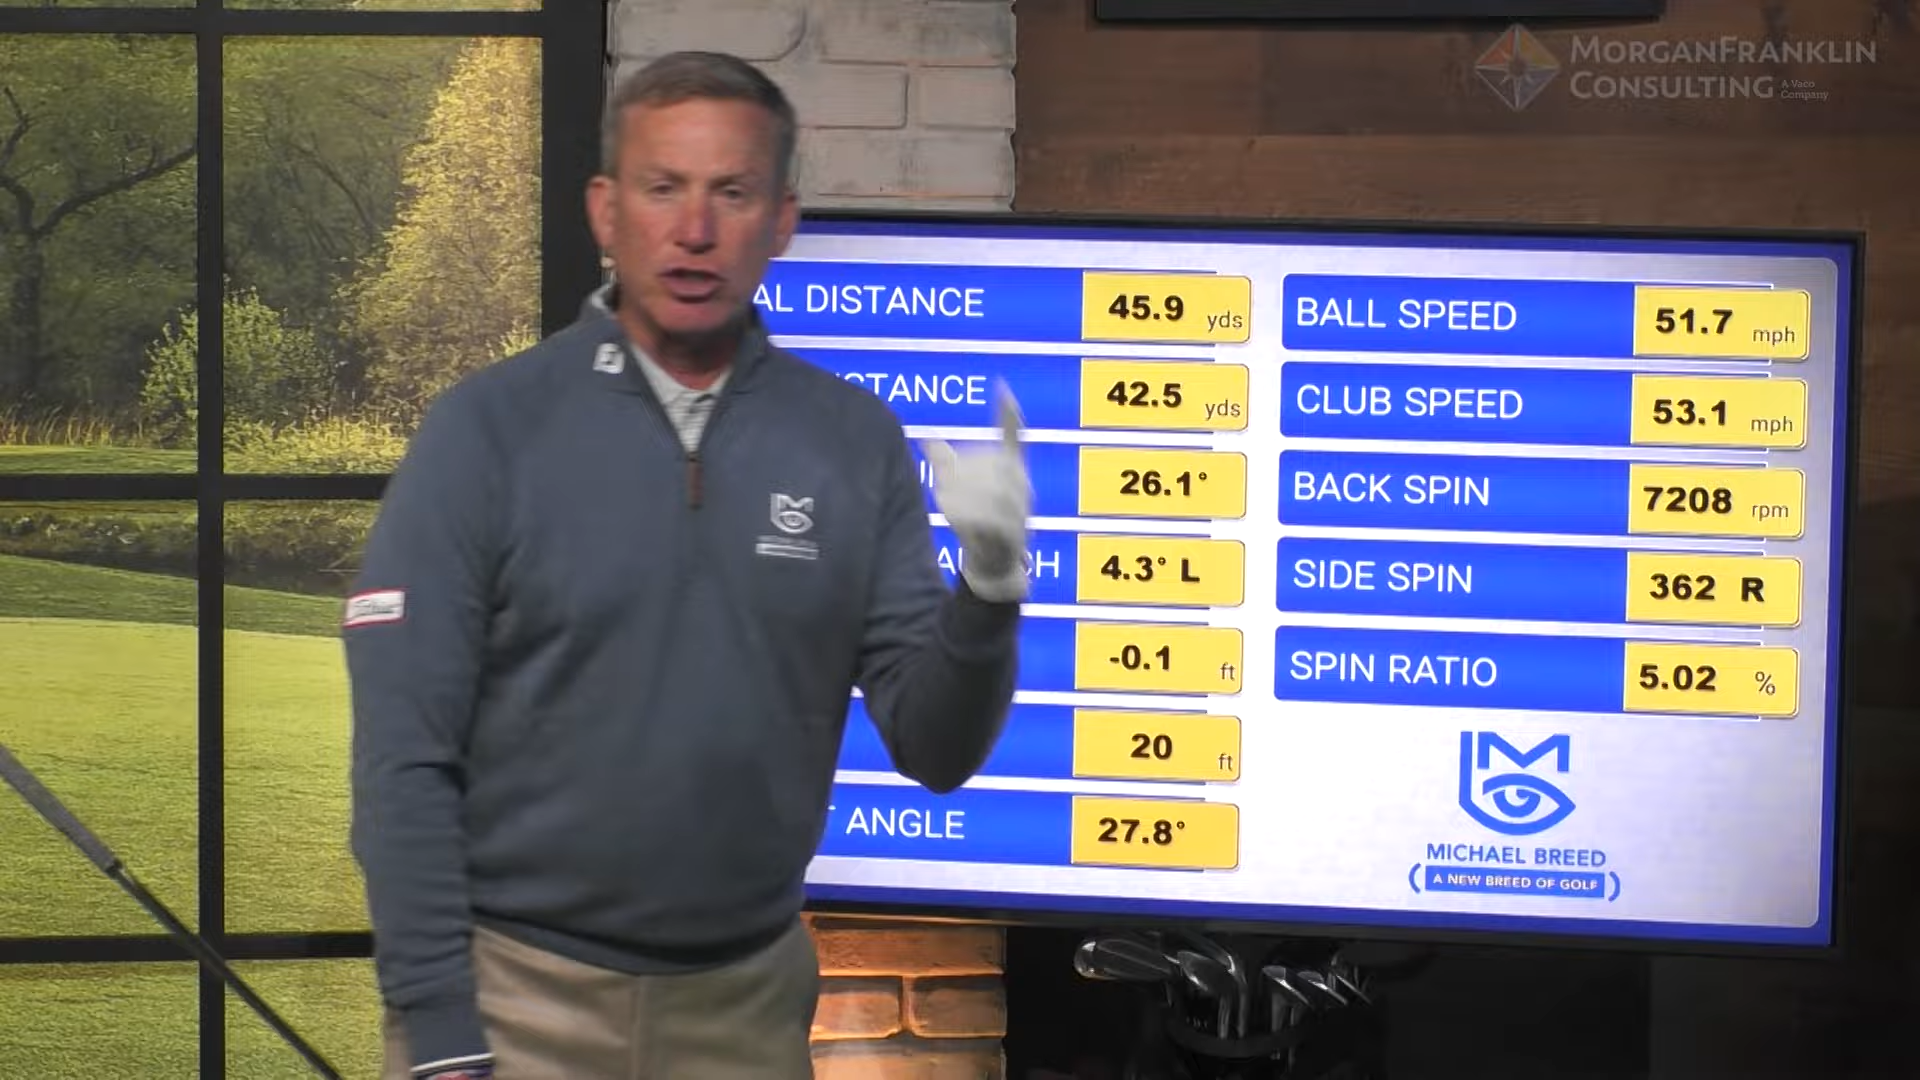 MORGANFRANKLIN
CONSULTING A Vaco
Company
AL DISTANCE 45.9 yds
TANCE 42.5 yds
26.1°
4.3° L
-0.1 ft
20 ft
ANGLE 27.8°
BALL SPEED 51.7 mph
CLUB SPEED 53.1 mph
BACK SPIN 7208 rpm
SIDE SPIN 362 R
SPIN RATIO 5.02 %
MICHAEL BREED
(A NEW BREED OF GOLF)